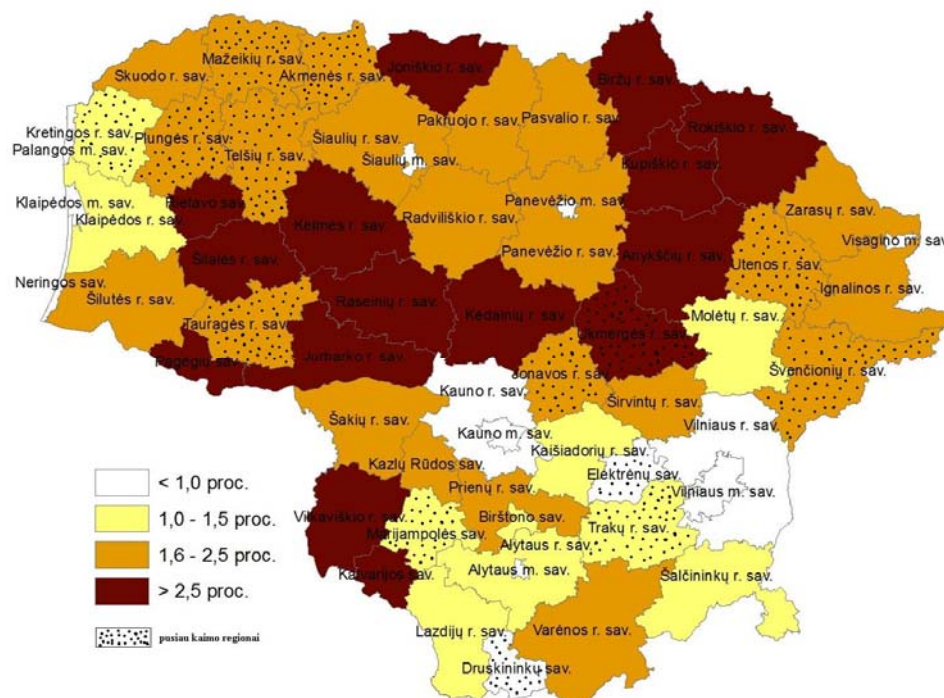 Mažeikių r. sav.
Skuodo r. sav.
Akmenės r. sav.
Joniškio r. sav.
Biržų r. sav.
Kretingos r. sav.
Palangos m. sav.
Plungės r. sav.
Telšių r. sav.
Šiaulių r. sav.
Šiaulių m. sav.
Pakruojo r. sav.
Pasvalio r. sav.
Rokiškio r. sav.
Kupiškio r. sav.
Klaipėdos m. sav.
Klaipėdos r. sav.
Rietavo sav.
Kelmės r. sav.
Radviliškio r. sav.
Panevėžio m. sav.
Panevėžio r. sav.
Zarasų r. sav.
Visagino m. sav.
Anykščių r. sav.
Utenos r. sav.
Ignalinos r. sav.
Šilalės r. sav.
Neringos sav.
Šilutės r. sav.
Tauragės r. sav.
Raseinių r. sav.
Kėdainių r. sav.
Ukmergės r. sav.
Molėtų r. sav.
Pagėgių sav.
Jurbarko r. sav.
Jonavos r. sav.
Švenčionių r. sav.
Širvintų r. sav.
Kauno r. sav.
Vilniaus r. sav.
Šakių r. sav.
Kauno m. sav.
Kaišiadorių r. sav.
Kazlų Rūdos sav.
Elektrėnų sav.
Prienų r. sav.
Vilniaus m. sav.
Vilkaviškio r. sav.
Birštono sav.
Trakų r. sav.
Marijampolės sav.
Alytaus r. sav.
Kalvarijos sav.
Alytaus m. sav.
Šalčininkų r. sav.
Lazdijų r. sav.
Varėnos r. sav.
Druskininkų sav.
< 1,0 proc.
1,0 - 1,5 proc.
1,6 - 2,5 proc.
> 2,5 proc.
pusiau kaimo regionai